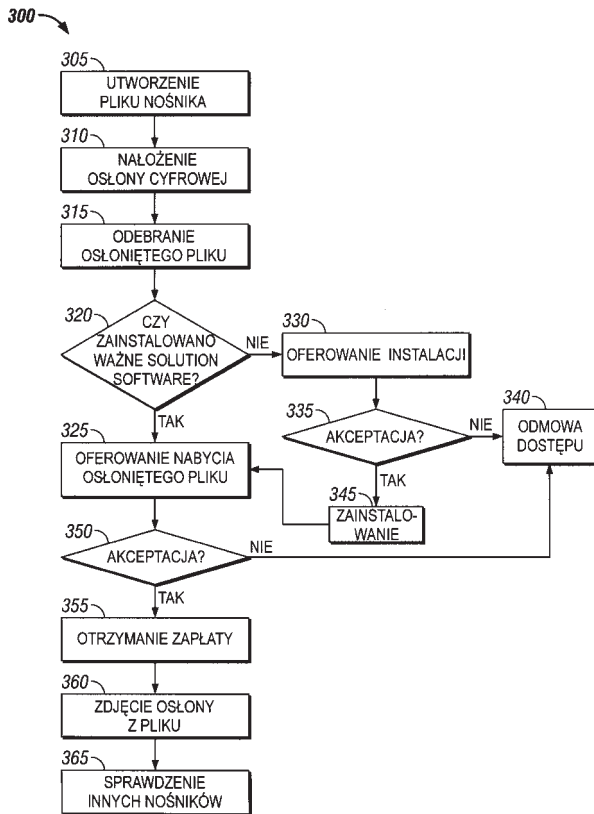 300
305
UTWORZENIE
PLIKU NOŚNIKA
310
NAŁOŻENIE
OSŁONY CYFROWEJ
315
ODEBRANIE
OSŁONIĘTEGO PLIKU
320
CZY
ZAINSTALOWANO
WAŻNE SOLUTION
SOFTWARE?
NIE
TAK
330
OFEROWANIE INSTALACJI
335
AKCEPTACJA?
NIE
TAK
340
ODMOWA
DOSTĘPU
345
ZAINSTALO-
WANIE
325
OFEROWANIE NABYCIA
OSŁONIĘTEGO PLIKU
350
AKCEPTACJA?
NIE
TAK
355
OTRZYMANIE ZAPŁATY
360
ZDJĘCIE OSŁONY
Z PLIKU
365
SPRAWDZENIE
INNYCH NOŚNIKÓW